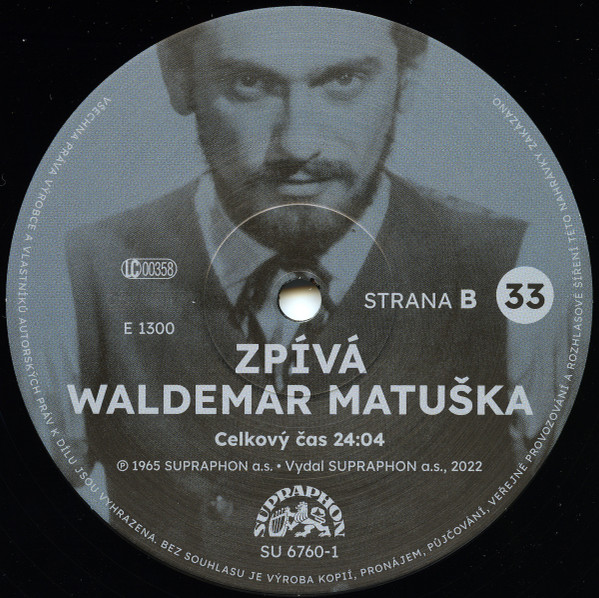 VŠECHNA PRÁVA VÝROBCE A VLASTNÍKŮ AUTORSKÝCH PRÁV K DÍLU JSOU VYHRAZENA. BEZ SOUHLASU JE VÝROBA KOPIÍ, PRONÁJEM, PŮJČOVÁNÍ, VEŘEJNÉ PROVOZOVÁNÍ A ROZHLASOVÉ ŠÍŘENÍ TÉTO NAHRÁVKY ZAKÁZÁNO
LC 00358
STRANA B 33
E 1300
ZPÍVÁ
WALDEMAR MATUŠKA
Celkový čas 24:04
℗ 1965 SUPRAPHON a.s. • Vydal SUPRAPHON a.s., 2022
SUPRAPHON
SU 6760-1